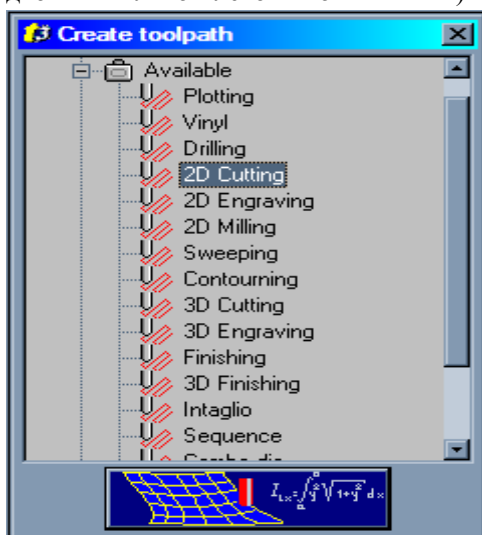 Create toolpath
Available
Plotting
Vinyl
Drilling
2D Cutting
2D Engraving
2D Milling
Sweeping
Contourning
3D Cutting
3D Engraving
Finishing
3D Finishing
Intaglio
Sequence